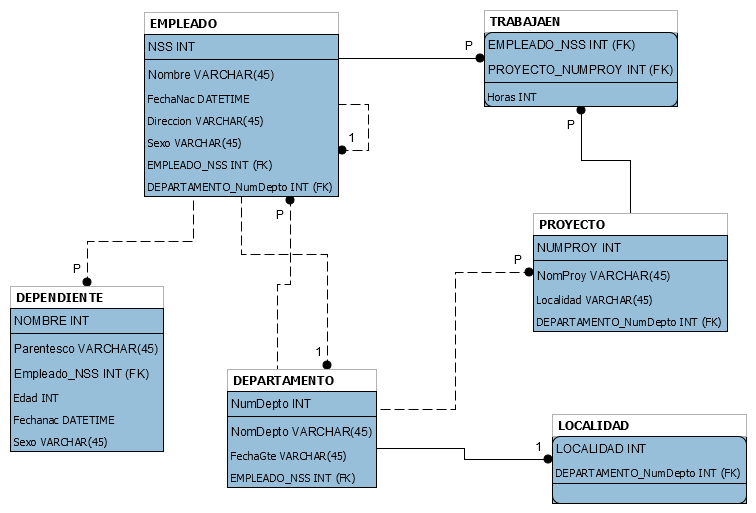 EMPLEADO
NSS INT
Nombre VARCHAR(45)
FechaNac DATETIME
Direccion VARCHAR(45)
Sexo VARCHAR(45)
EMPLEADO_NSS INT (FK)
DEPARTAMENTO_NumDepto INT (FK)
P
TRABAJAEN
EMPLEADO_NSS INT (FK)
PROYECTO_NUMPROY INT (FK)
Horas INT
1
P
P
P
PROYECTO
NUMPROY INT
NomProy VARCHAR(45)
Localidad VARCHAR(45)
DEPARTAMENTO_NumDepto INT (FK)
P
DEPENDIENTE
NOMBRE INT
Parentesco VARCHAR(45)
Empleado_NSS INT (FK)
Edad INT
Fechanac DATETIME
Sexo VARCHAR(45)
1
DEPARTAMENTO
NumDepto INT
NomDepto VARCHAR(45)
FechaGte VARCHAR(45)
EMPLEADO_NSS INT (FK)
1
LOCALIDAD
LOCALIDAD INT
DEPARTAMENTO_NumDepto INT (FK)